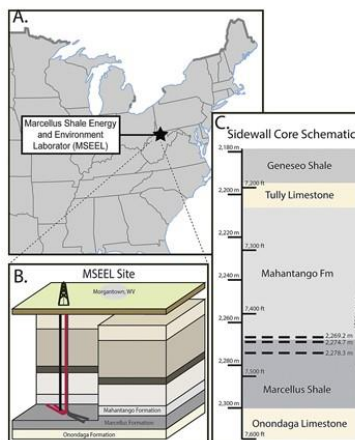 A.
Marcellus Shale Energy
and Environment
Laborator (MSEEL)
B.
MSEEL Site
Morgantown, WV
Mahantango Formation
Marcellus Formation
Onondaga Formation
C.
Sidewall Core Schematic
2,180 m
Geneseo Shale
7,200 ft
2,200 m
Tully Limestone
7,300 ft
2,220 m
2,240 m
Mahantango Fm
7,400 ft
2,260 m
2,269.2 m
2,274.7 m
2,278.3 m
2,280 m
7,500 ft
Marcellus Shale
2,300 m
Onondaga Limestone
7,600 ft